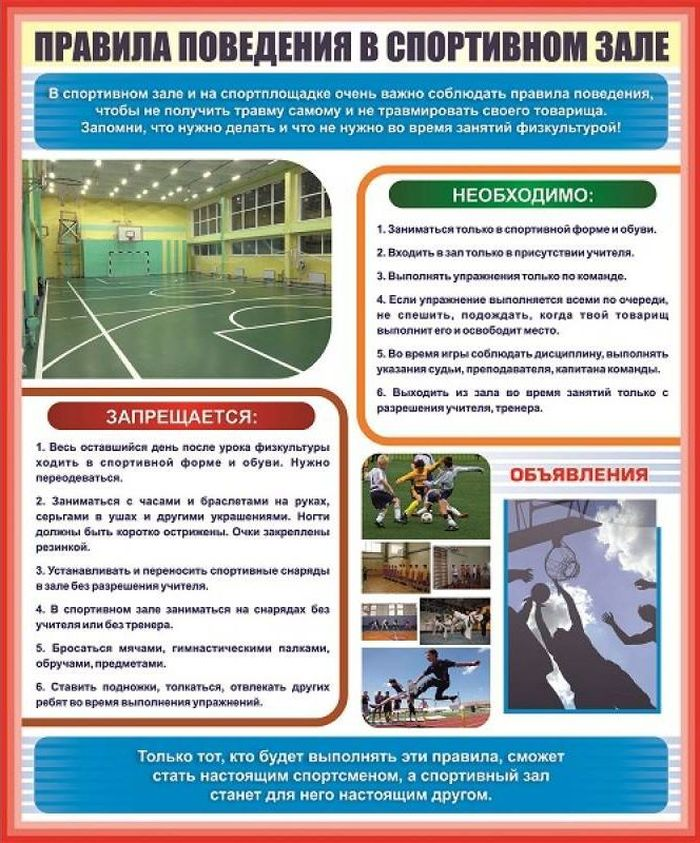 ПРАВИЛА ПОВЕДЕНИЯ В СПОРТИВНОМ ЗАЛЕ
В спортивном зале и на спортплощадке очень важно соблюдать правила поведения,
чтобы не получить травму самому и не травмировать своего товарища.
Запомни, что нужно делать и что не нужно во время занятий физкультурой!
НЕОБХОДИМО:
1. Заниматься только в спортивной форме и обуви.
2. Входить в зал только в присутствии учителя.
3. Выполнять упражнения только по команде.
4. Если упражнение выполняется всеми по очереди,
не спешить, подождать, когда твой товарищ
выполнит его и освободит место.
5. Во время игры соблюдать дисциплину, выполнять
указания судьи, преподавателя, капитана команды.
6. Выходить из зала во время занятий только с
разрешения учителя, тренера.
ЗАПРЕЩАЕТСЯ:
1. Весь оставшийся день после урока физкультуры
ходить в спортивной форме и обуви. Нужно
переодеваться.
2. Заниматься с часами и браслетами на руках,
серьгами в ушах и другими украшениями. Ногти
должны быть коротко острижены. Очки закреплены
резинкой.
3. Устанавливать и переносить спортивные снаряды
в зале без разрешения учителя.
4. В спортивном зале заниматься на снарядах без
учителя или без тренера.
5. Бросаться мячами, гимнастическими палками,
обручами, предметами.
6. Ставить подножки, толкаться, отвлекать других
ребят во время выполнения упражнений.
ОБЪЯВЛЕНИЯ
Только тот, кто будет выполнять эти правила, сможет
стать настоящим спортсменом, а спортивный зал
станет для него настоящим другом.